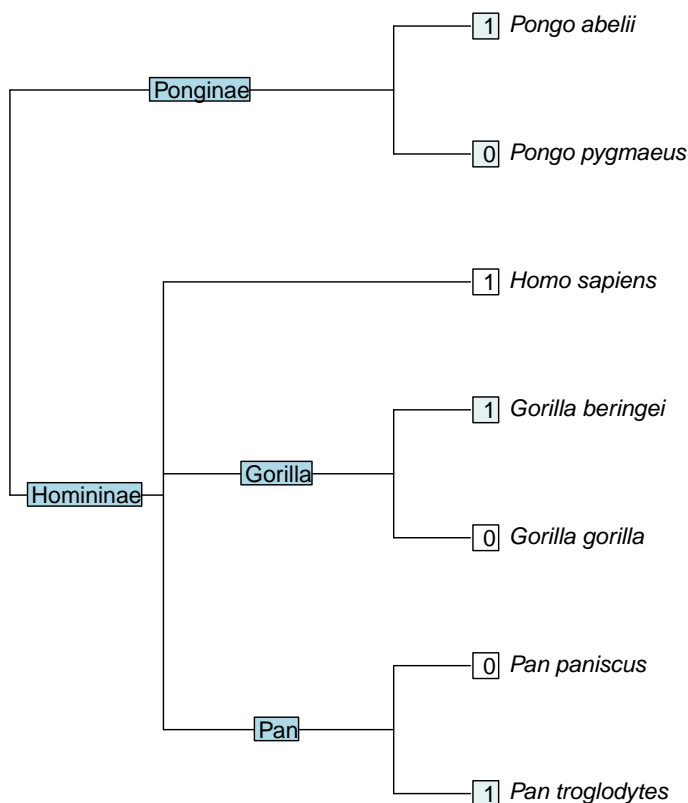 1 Pongo abelii
Ponginae
0 Pongo pygmaeus
1 Homo sapiens
1 Gorilla beringei
Gorilla
Homininae
0 Gorilla gorilla
0 Pan paniscus
Pan
1 Pan troglodytes